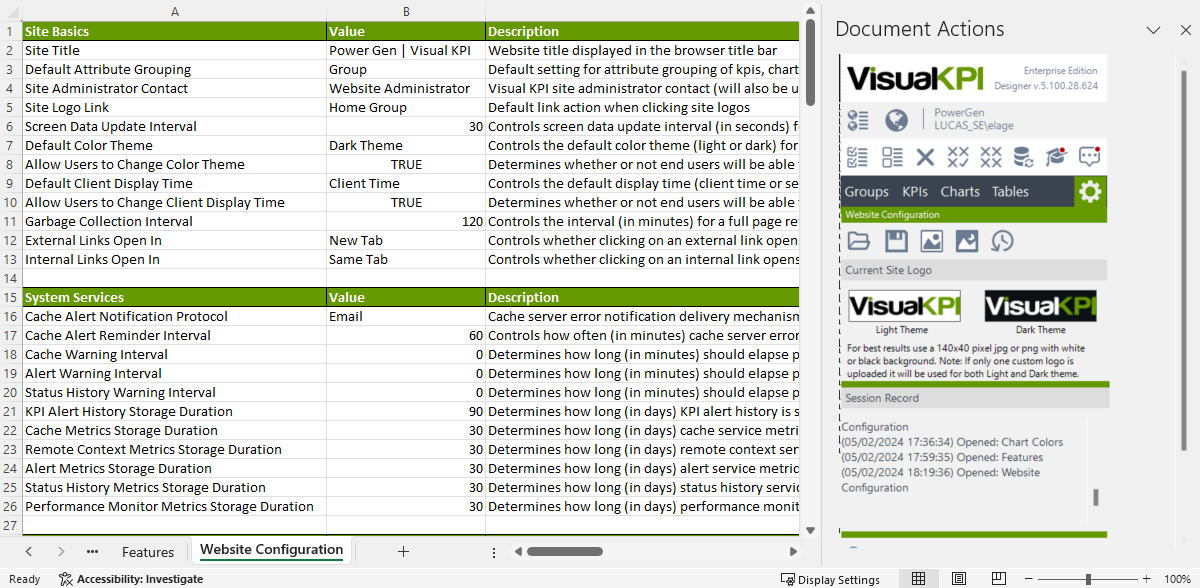 A B
1 Site Basics Value Description
2 Site Title Power Gen | Visual KPI Website title displayed in the browser title bar
3 Default Attribute Grouping Group Default setting for attribute grouping of kpis, chart
4 Site Administrator Contact Website Administrator Visual KPI site administrator contact (will also be u
5 Site Logo Link Home Group Default link action when clicking site logos
6 Screen Data Update Interval 30 Controls screen data update interval (in seconds) f
7 Default Color Theme Dark Theme Controls the default color theme (light or dark) for
8 Allow Users to Change Color Theme TRUE Determines whether or not end users will be able
9 Default Client Display Time Client Time Controls the default display time (client time or se
10 Allow Users to Change Client Display Time TRUE Determines whether or not end users will be able
11 Garbage Collection Interval 120 Controls the interval (in minutes) for a full page re
12 External Links Open In New Tab Controls whether clicking on an external link open
13 Internal Links Open In Same Tab Controls whether clicking on an internal link opens
14
15 System Services Value Description
16 Cache Alert Notification Protocol Email Cache server error notification delivery mechanism
17 Cache Alert Reminder Interval 60 Controls how often (in minutes) cache server error
18 Cache Warning Interval 0 Determines how long (in minutes) should elapse p
19 Alert Warning Interval 0 Determines how long (in minutes) should elapse p
20 Status History Warning Interval 0 Determines how long (in minutes) should elapse p
21 KPI Alert History Storage Duration 90 Determines how long (in days) KPI alert history is s
22 Cache Metrics Storage Duration 30 Determines how long (in days) cache service metri
23 Remote Context Metrics Storage Duration 30 Determines how long (in days) remote context ser
24 Alert Metrics Storage Duration 30 Determines how long (in days) alert service metric
25 Status History Metrics Storage Duration 30 Determines how long (in days) status history servic
26 Performance Monitor Metrics Storage Duration 30 Determines how long (in days) performance monit
27
Features Website Configuration
Ready Accessibility: Investigate Display Settings 100%
Document Actions
VisualKPI Enterprise Edition
Designer v.5.100.28.624
PowerGen
LUCAS_SE\elage
Groups KPIs Charts Tables
Website Configuration
Current Site Logo
VisualKPI VisualKPI
Light Theme Dark Theme
For best results use a 140x40 pixel jpg or png with white
or black background. Note: If only one custom logo is
uploaded it will be used for both Light and Dark theme.
Session Record
Configuration
(05/02/2024 17:36:34) Opened: Chart Colors
(05/02/2024 17:59:35) Opened: Features
(05/02/2024 18:19:36) Opened: Website
Configuration